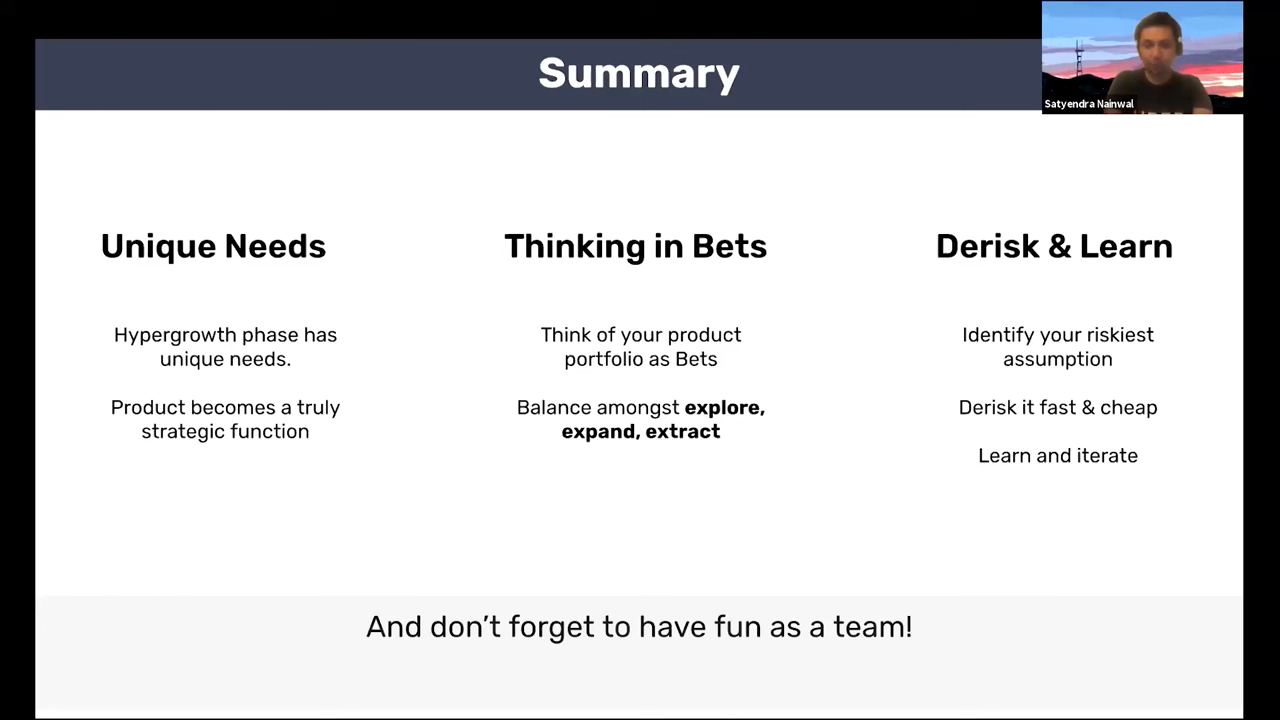 Summary
Satyendra Nainwal
Unique Needs
Hypergrowth phase has
unique needs.
Product becomes a truly
strategic function
Thinking in Bets
Think of your product
portfolio as Bets
Balance amongst explore,
expand, extract
Derisk & Learn
Identify your riskiest
assumption
Derisk it fast & cheap
Learn and iterate
And don’t forget to have fun as a team!